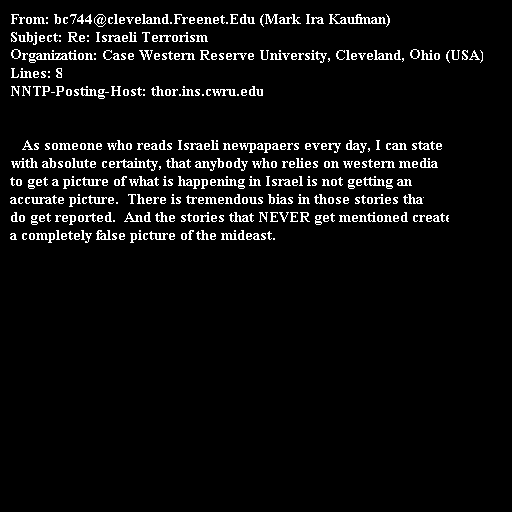 From: bc744@cleveland.Freenet.Edu (Mark Ira Kaufman)
Subject: Re: Israeli Terrorism
Organization: Case Western Reserve University, Cleveland, Ohio (USA)
Lines: 8
NNTP-Posting-Host: thor.ins.cwru.edu
As someone who reads Israeli newpapaers every day, I can state
with absolute certainty, that anybody who relies on western media
to get a picture of what is happening in Israel is not getting an
accurate picture.  There is tremendous bias in those stories that
do get reported.  And the stories that NEVER get mentioned create
a completely false picture of the mideast.